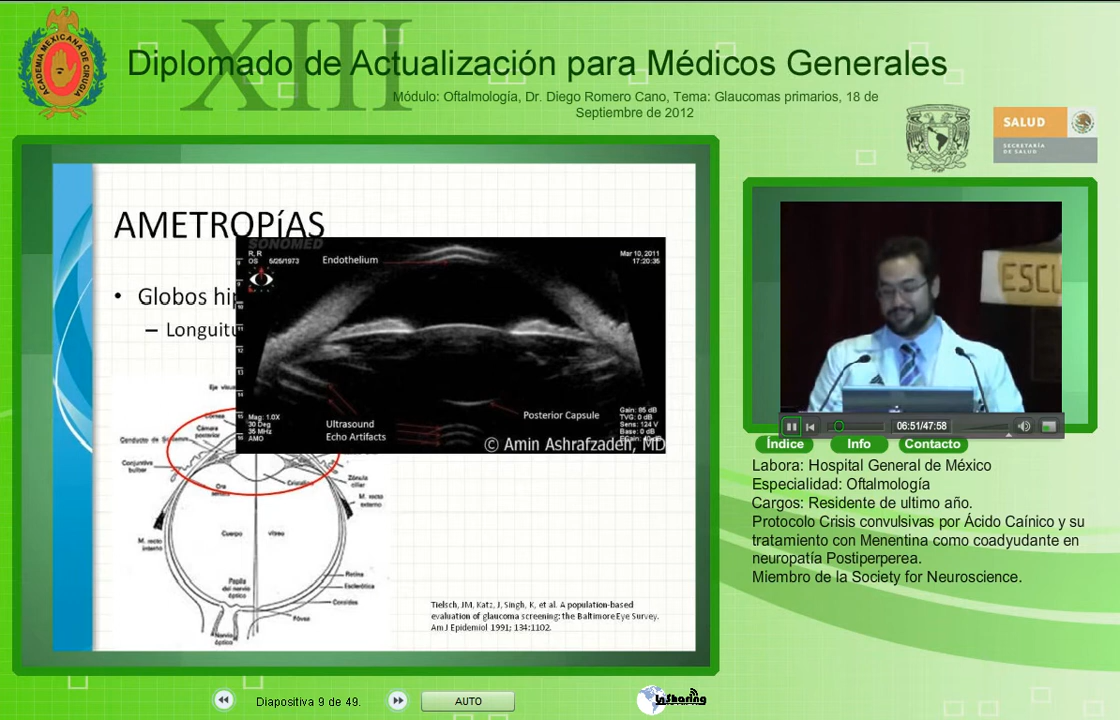 XIII
Diplomado de Actualización para Médicos Generales
Módulo: Oftalmología, Dr. Diego Romero Cano, Tema: Glaucomas primarios, 18 de
Septiembre de 2012
ACADEMIA MEXICANA DE CIRUGIA
SALUD
SECRETARÍA
DE SALUD
AMETROPíAS
• Globos hip
– Longuitu
SONOMED
R, R
OS 5/25/1973
Mar 10, 2011
17:20:35
Endothelium
Posterior Capsule
Ultrasound
Echo Artifacts
Mag: 1.0X
30 Deg
35 MHz
AMO
Gain: 85 dB
TVG: 0 dB
Sens: 124 V
Base: 0 dB
© Amin Ashrafzadeh, MD
Eje visu
Córnea
Cámara
posterior
Conjuntiva
bulbar
Ora
Cristalino
Zónula
ciliar
M. recto
externo
M. recto
interno
Cuerpo
vítreo
Papila
del nervio
óptico
Retina
Esclerótica
Coroides
Fóvea
Nervio
óptico
Tielsch, JM, Katz, J, Singh, K, et al. A population-based
evaluation of glaucoma screening: the Baltimore Eye Survey.
Am J Epidemiol 1991; 134:1102.
ESCU
06:51/47:58
Índice
Info
Contacto
Labora: Hospital General de México
Especialidad: Oftalmología
Cargos: Residente de ultimo año.
Protocolo Crisis convulsivas por Ácido Caínico y su
tratamiento con Menentina como coadyudante en
neuropatía Postiperperea.
Miembro de la Society for Neuroscience.
Diapositiva 9 de 49.
AUTO
InSharing